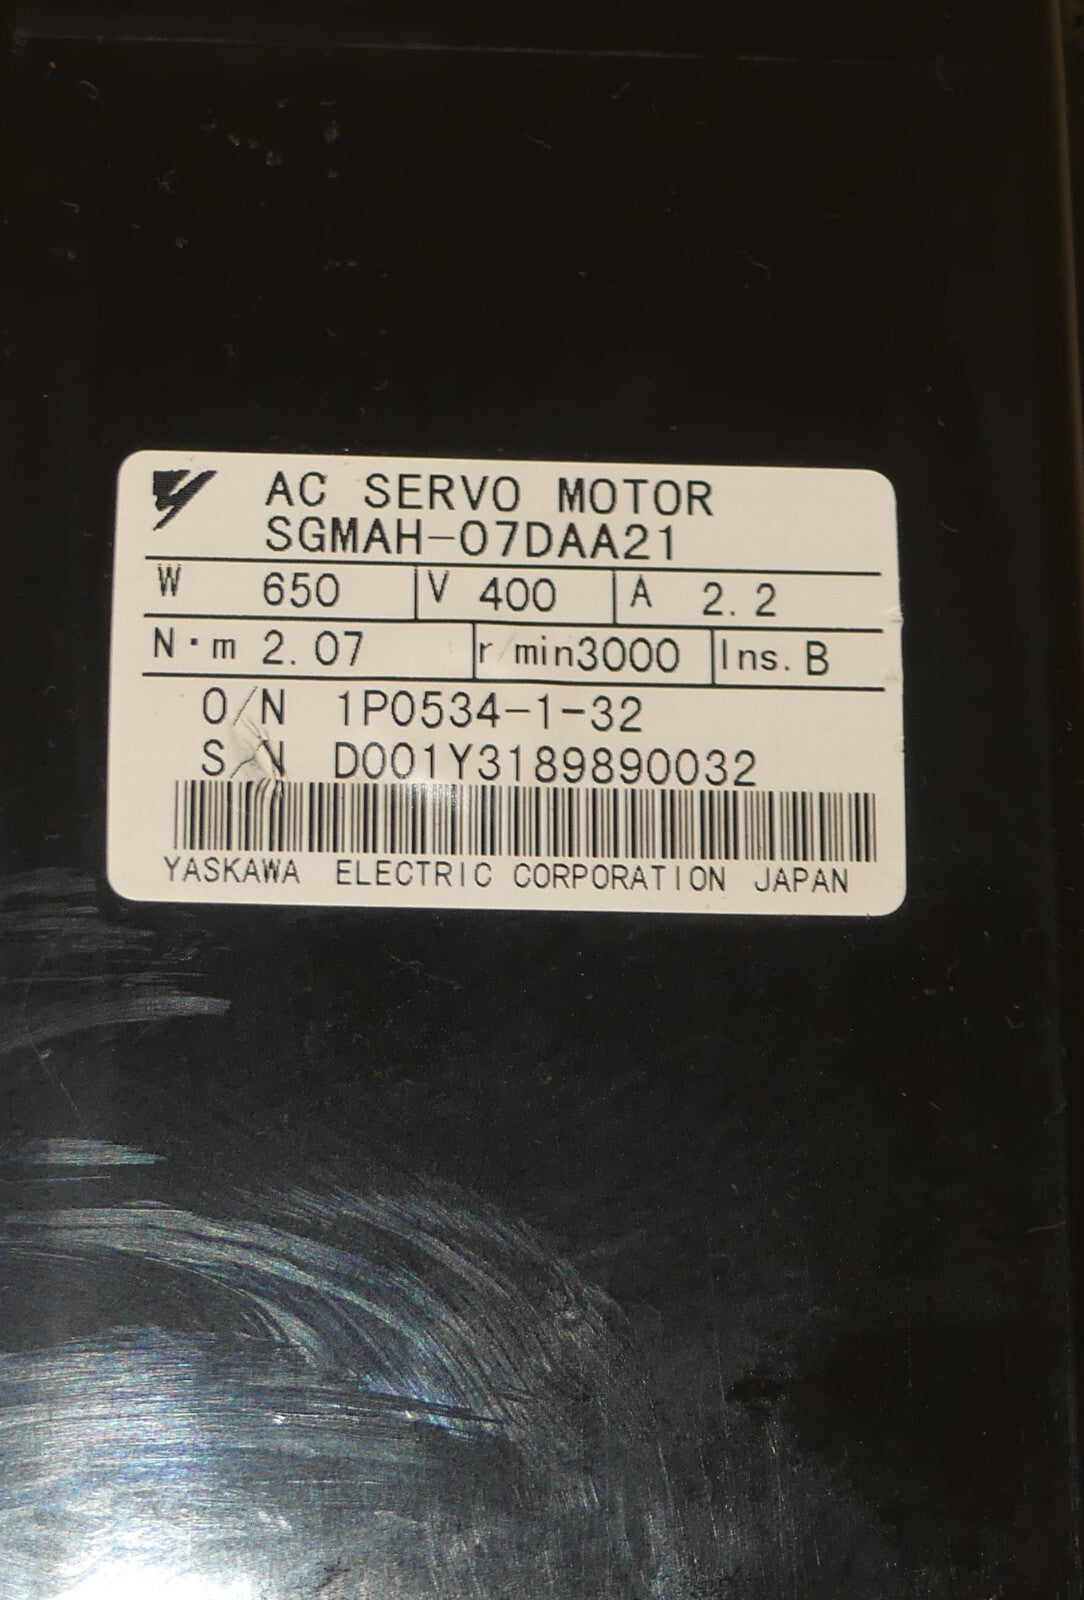 AC SERVO MOTOR
SGMAH-07DAA21
W 650 V 400 A 2.2
N·m 2.07 r/min3000 Ins. B
O/N 1P0534-1-32
S/N D001Y3189890032
YASKAWA ELECTRIC CORPORATION JAPAN